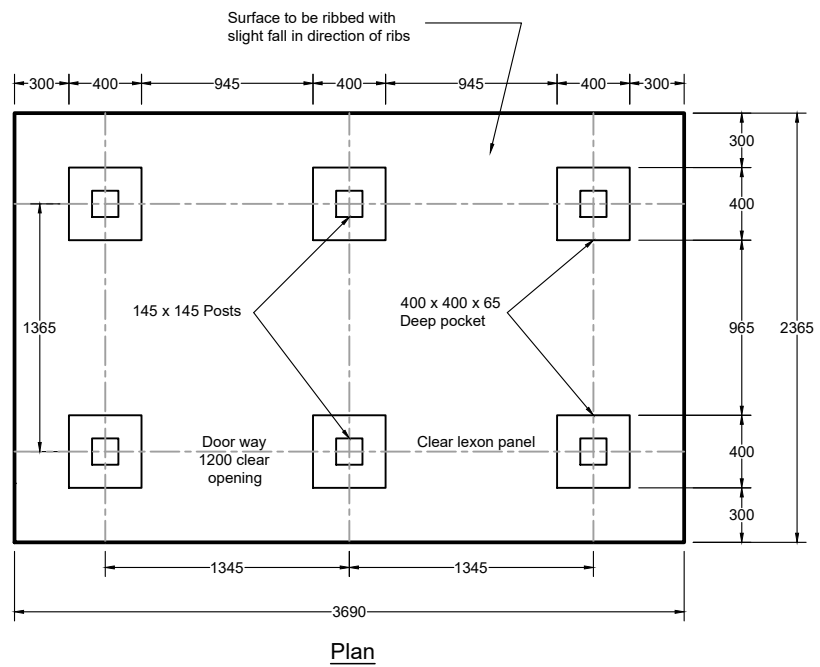 Surface to be ribbed with
slight fall in direction of ribs
300
400
945
400
945
400
300
300
400
965
400
300
2365
1365
145 x 145 Posts
400 x 400 x 65
Deep pocket
Door way
1200 clear
opening
Clear lexon panel
1345
1345
3690
Plan